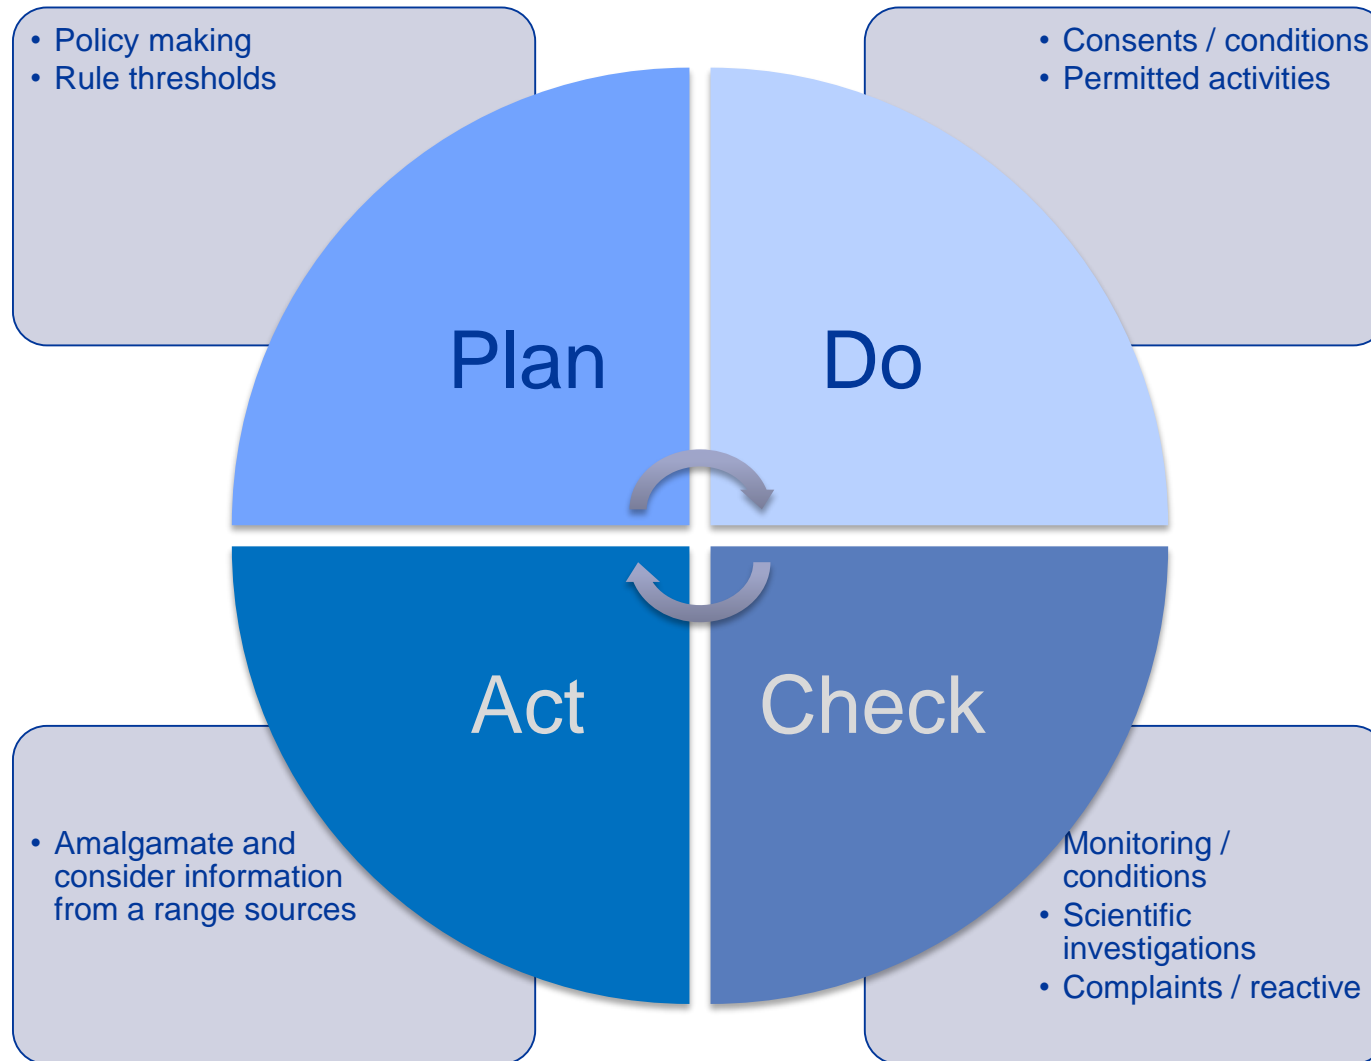 • Policy making
• Rule thresholds
• Consents / conditions
• Permitted activities
Plan
Do
Act
Check
• Amalgamate and
consider information
from a range sources
Monitoring /
conditions
• Scientific
investigations
• Complaints / reactive